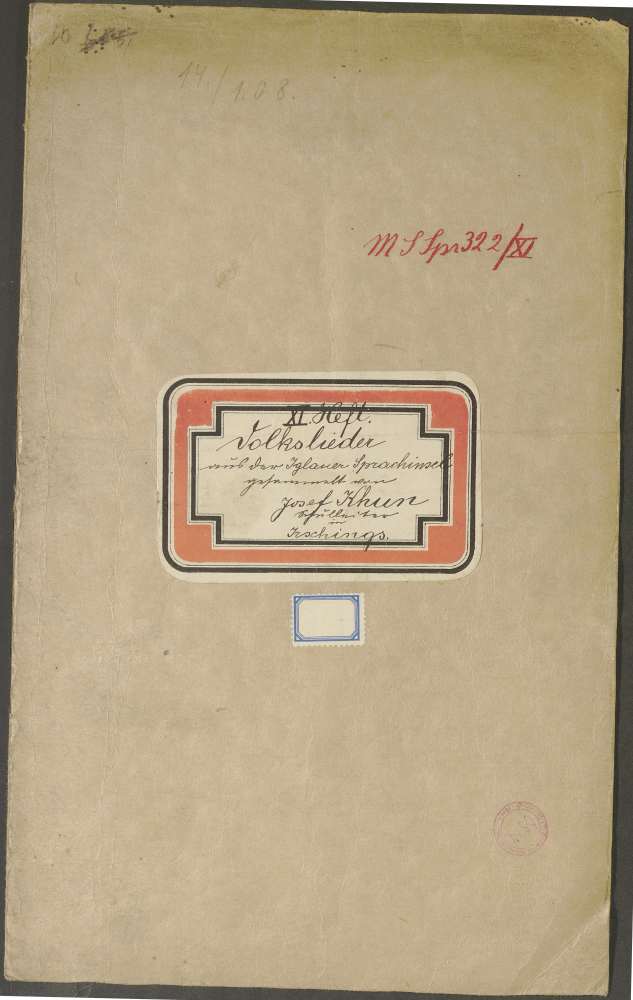 14./1.08.
M S Spr 322/XI
XI. Heft.
Volkslieder
aus der Iglauer Sprachinsel
gesammelt von
Josef Khun
Schulleiter
in
Irschings.